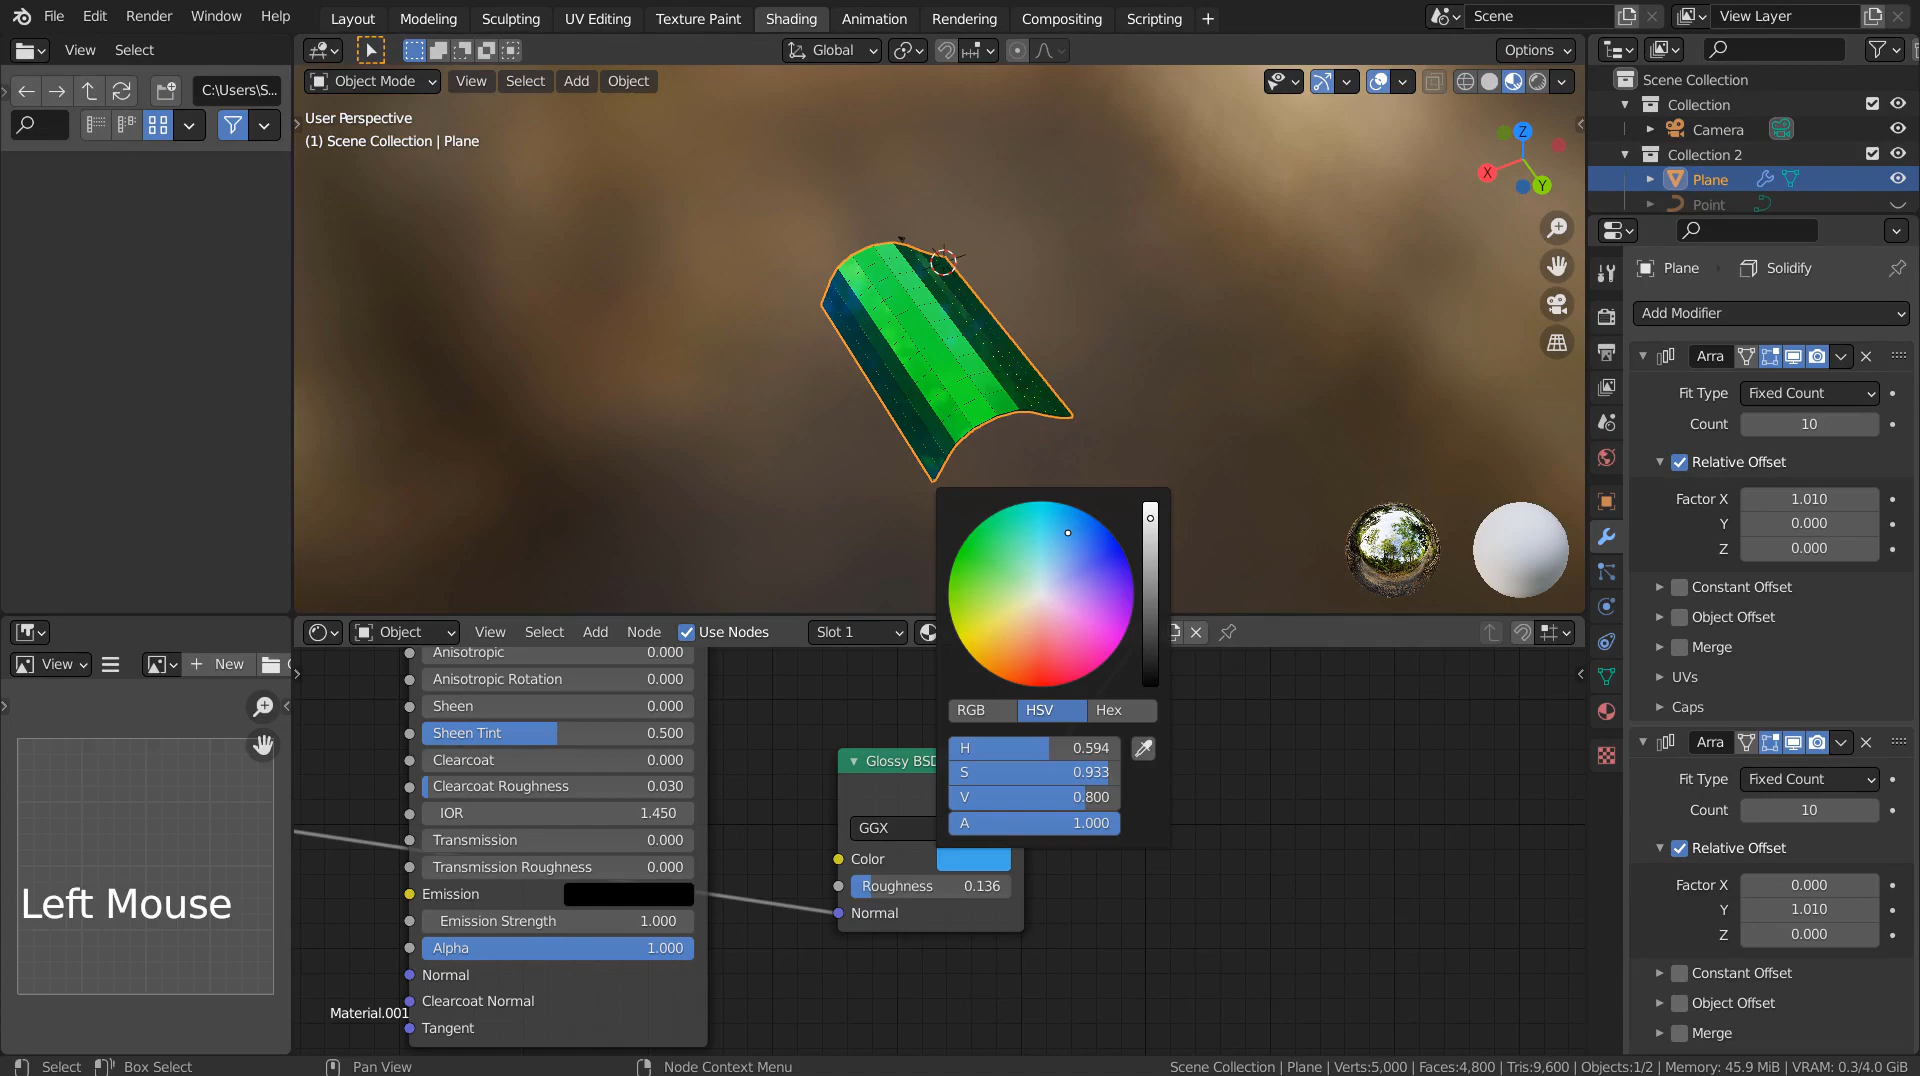 File Edit Render Window Help
Layout Modeling Sculpting UV Editing Texture Paint Shading Animation Rendering Compositing Scripting +
Scene
View Layer
View Select
Global
Options
C:\Users\S...
Object Mode View Select Add Object
User Perspective
(1) Scene Collection | Plane
Z
X
Y
Scene Collection
Collection
Camera
Collection 2
Plane
Point
Plane Solidify
Add Modifier
Arra
Fit Type Fixed Count
Count 10
Relative Offset
Factor X 1.010
Y 0.000
Z 0.000
Constant Offset
Object Offset
Merge
UVs
Caps
Arra
Fit Type Fixed Count
Count 10
Relative Offset
Factor X 0.000
Y 1.010
Z 0.000
Constant Offset
Object Offset
Merge
View
New
Left Mouse
Object View Select Add Node Use Nodes Slot 1
Anisotropic 0.000
Anisotropic Rotation 0.000
Sheen 0.000
Sheen Tint 0.500
Clearcoat 0.000
Clearcoat Roughness 0.030
IOR 1.450
Transmission 0.000
Transmission Roughness 0.000
Emission
Emission Strength 1.000
Alpha 1.000
Normal
Clearcoat Normal
Tangent
Material.001
RGB HSV Hex
H 0.594
S 0.933
V 0.800
A 1.000
Glossy BSD
GGX
Color
Roughness 0.136
Normal
Select Box Select Pan View Node Context Menu
Scene Collection | Plane | Verts:5,000 | Faces:4,800 | Tris:9,600 | Objects:1/2 | Memory: 45.9 MiB | VRAM: 0.3/4.0 GiB